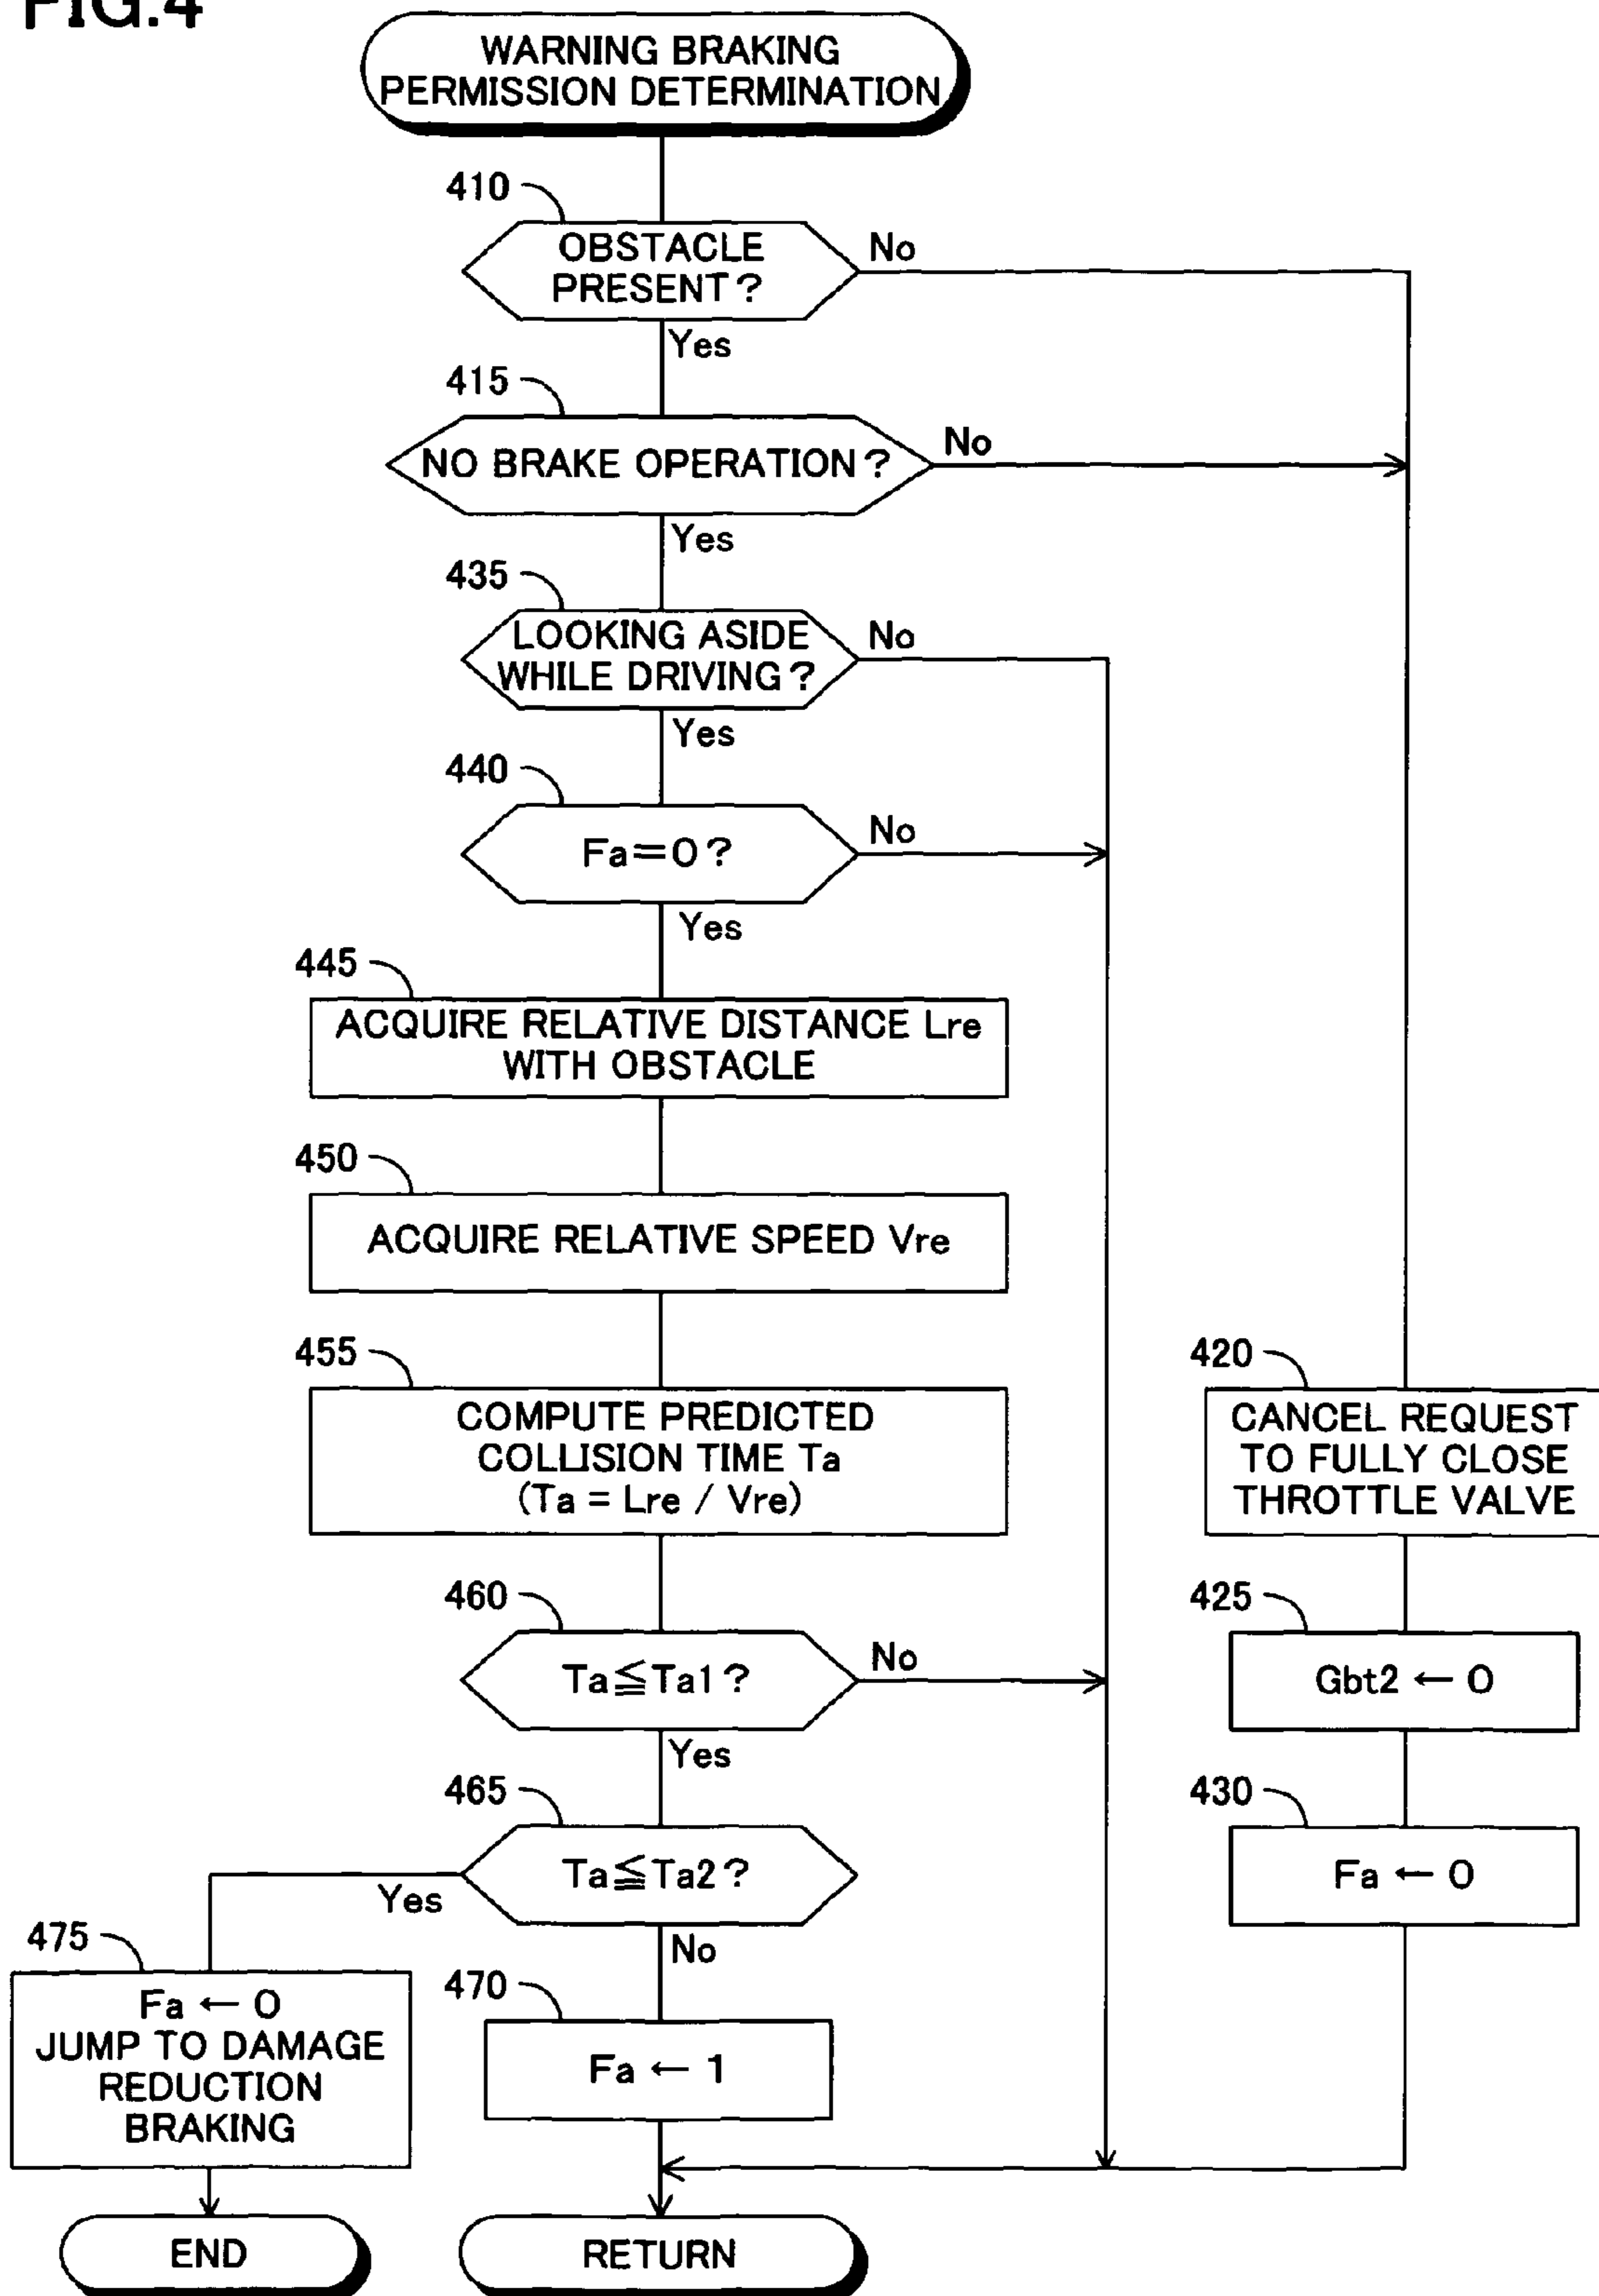 FIG.4
WARNING BRAKING
PERMISSION DETERMINATION
410
OBSTACLE
PRESENT?
No
Yes
415
NO BRAKE OPERATION?
No
Yes
435
LOOKING ASIDE
WHILE DRIVING?
No
Yes
440
Fa=0?
No
Yes
445
ACQUIRE RELATIVE DISTANCE Lre
WITH OBSTACLE
450
ACQUIRE RELATIVE SPEED Vre
455
COMPUTE PREDICTED
COLLISION TIME Ta
(Ta = Lre / Vre)
420
CANCEL REQUEST
TO FULLY CLOSE
THROTTLE VALVE
460
Ta≦Ta1?
No
Yes
425
Gbt2 ← 0
465
Ta≦Ta2?
Yes
No
430
Fa ← 0
475
Fa ← 0
JUMP TO DAMAGE
REDUCTION
BRAKING
470
Fa ← 1
END
RETURN